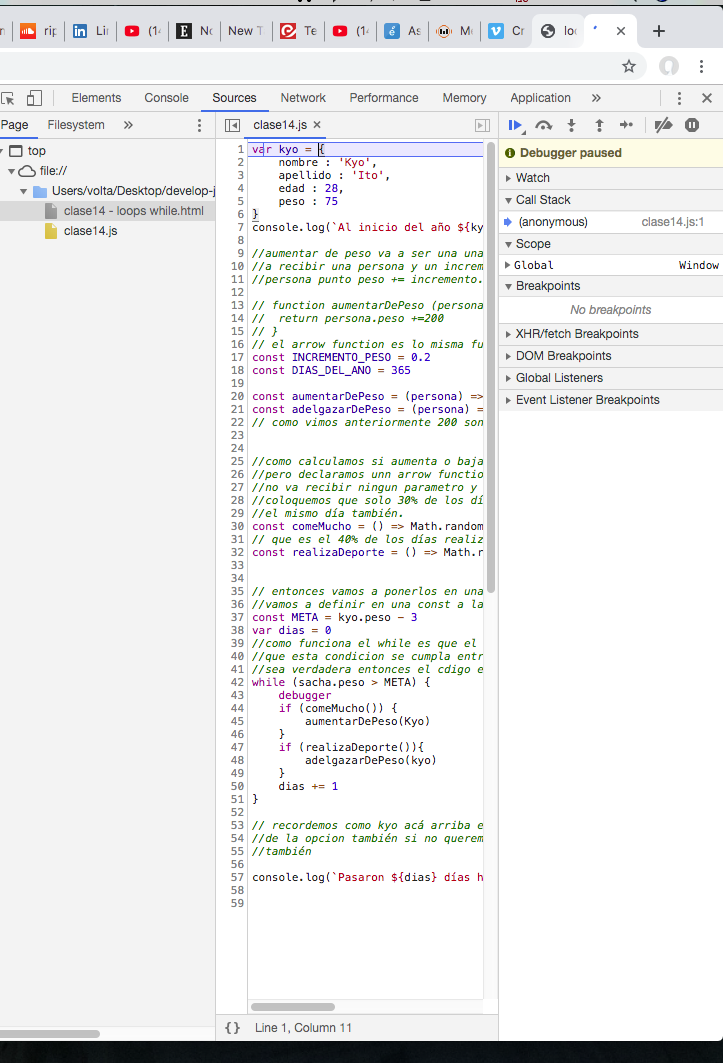 rip
Lir
(14
No
New T
Te
(14
As
Me
Cr
loc
Elements Console Sources Network Performance Memory Application »
Page Filesystem »
clase14.js ×
top
file://
Users/volta/Desktop/develop-j
clase14 - loops while.html
clase14.js
1 var kyo = {
2 nombre : 'Kyo',
3 apellido : 'Ito',
4 edad : 28,
5 peso : 75
6 }
7 console.log(`Al inicio del año ${ky
8
9 //aumentar de peso va a ser una una
10 //a recibir una persona y un increm
11 //persona punto peso += incremento.
12
13 // function aumentarDePeso (persona
14 // return persona.peso +=200
15 // }
16 // el arrow function es lo misma fu
17 const INCREMENTO_PESO = 0.2
18 const DIAS_DEL_ANO = 365
19
20 const aumentarDePeso = (persona) =>
21 const adelgazarDePeso = (persona) =
22 // como vimos anteriormente 200 son
23
24
25 //como calculamos si aumenta o baja
26 //pero declaramos unn arrow functio
27 //no va recibir ningun parametro y
28 //coloquemos que solo 30% de los dí
29 //el mismo día también.
30 const comeMucho = () => Math.random
31 // que es el 40% de los días realiz
32 const realizaDeporte = () => Math.r
33
34
35 // entonces vamos a ponerlos en una
36 //vamos a definir en una const a la
37 const META = kyo.peso - 3
38 var dias = 0
39 //como funciona el while es que el
40 //que esta condicion se cumpla entr
41 //sea verdadera entonces el cdigo e
42 while (sacha.peso > META) {
43 debugger
44 if (comeMucho()) {
45 aumentarDePeso(Kyo)
46 }
47 if (realizaDeporte()){
48 adelgazarDePeso(kyo)
49 }
50 dias += 1
51 }
52
53 // recordemos como kyo acá arriba e
54 //de la opcion también si no querem
55 //también
56
57 console.log(`Pasaron ${dias} días h
58
59
{} Line 1, Column 11
Debugger paused
Watch
Call Stack
(anonymous) clase14.js:1
Scope
Global Window
Breakpoints
No breakpoints
XHR/fetch Breakpoints
DOM Breakpoints
Global Listeners
Event Listener Breakpoints